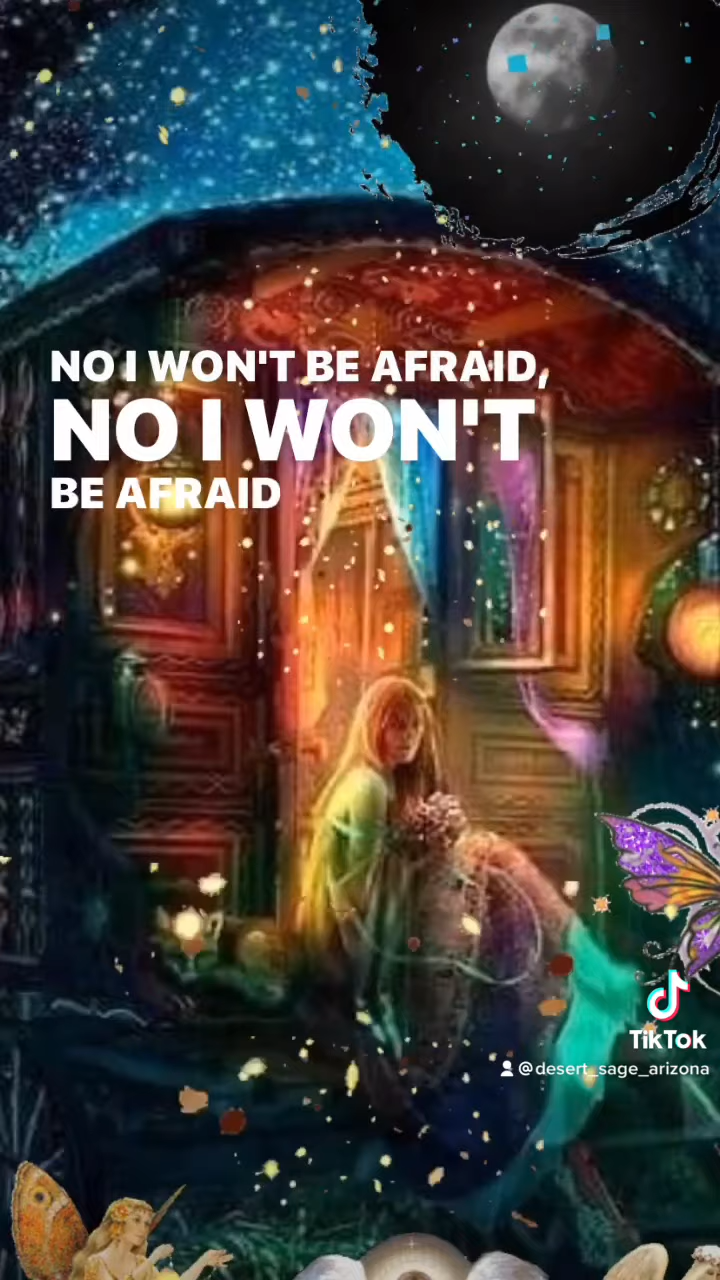 NO I WON'T BE AFRAID,
NO I WON'T
BE AFRAID
TikTok
@desert_sage_arizona